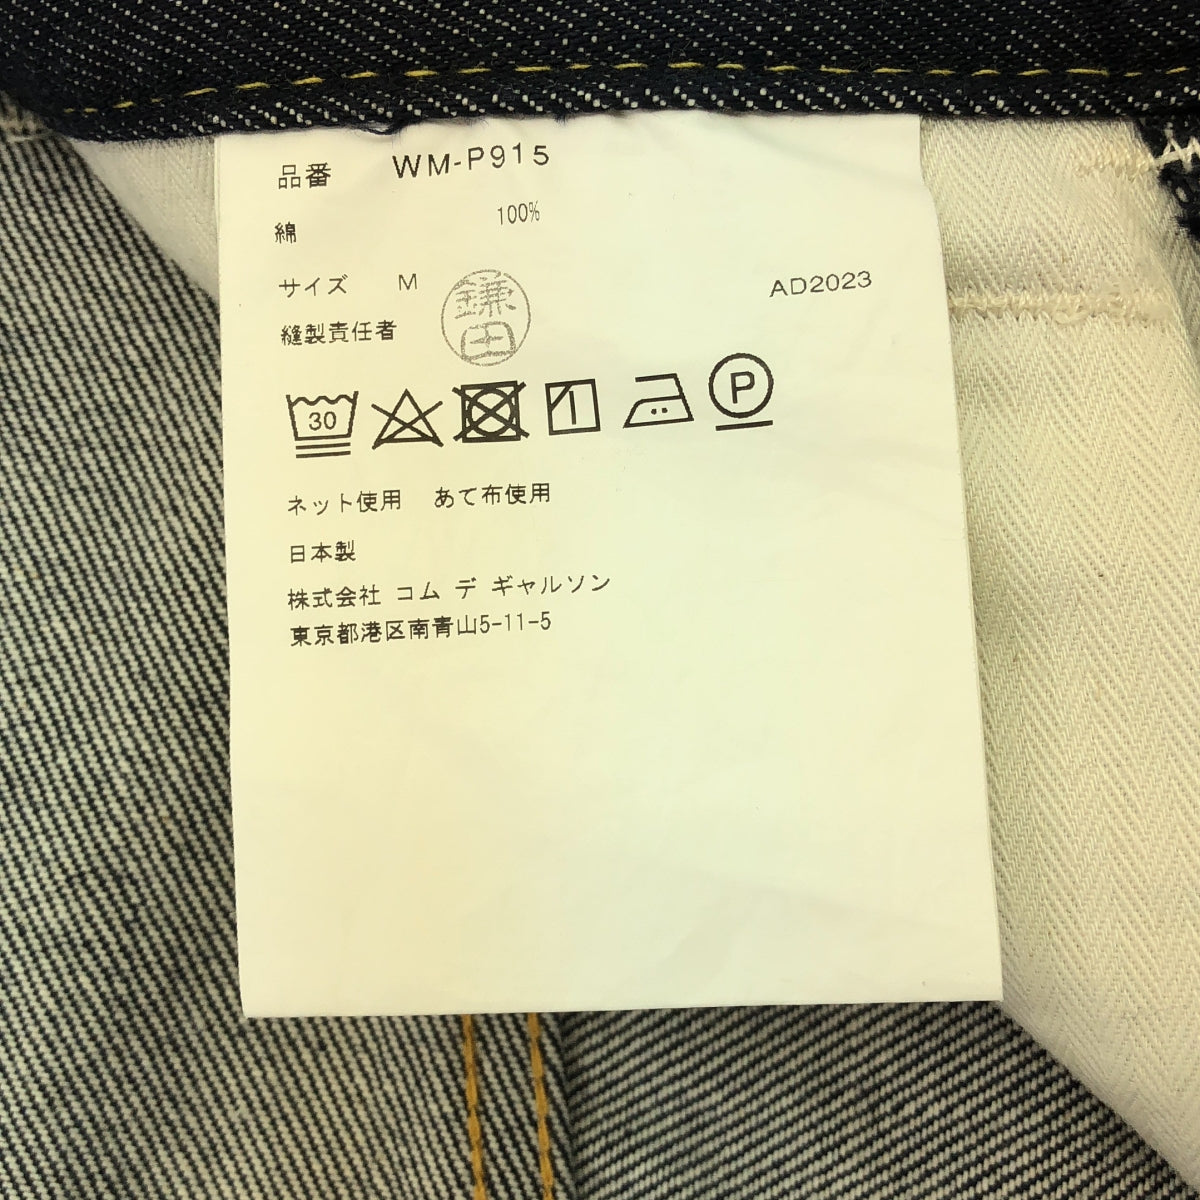 品番 WM-P915
綿 100%
サイズ M AD2023
縫製責任者 鎌田
30 P
ネット使用 あて布使用
日本製
株式会社 コム デ ギャルソン
東京都港区南青山5-11-5